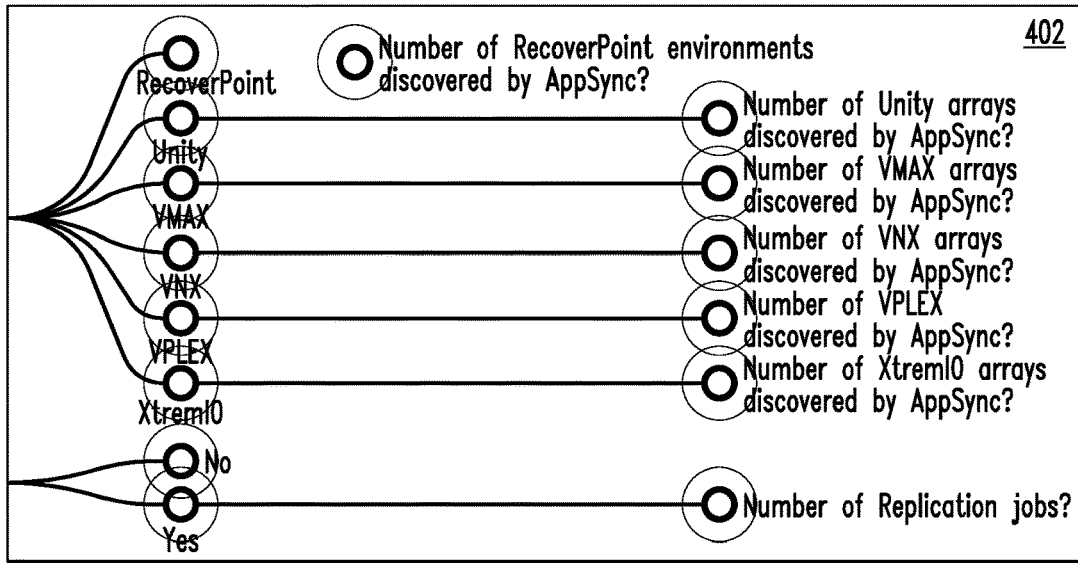 402
Number of RecoverPoint environments
discovered by AppSync?
RecoverPoint
Number of Unity arrays
discovered by AppSync?
Unity
Number of VMAX arrays
discovered by AppSync?
VMAX
Number of VNX arrays
discovered by AppSync?
VNX
Number of VPLEX
discovered by AppSync?
VPLEX
Number of XtremIO arrays
discovered by AppSync?
XtremIO
No
Number of Replication jobs?
Yes